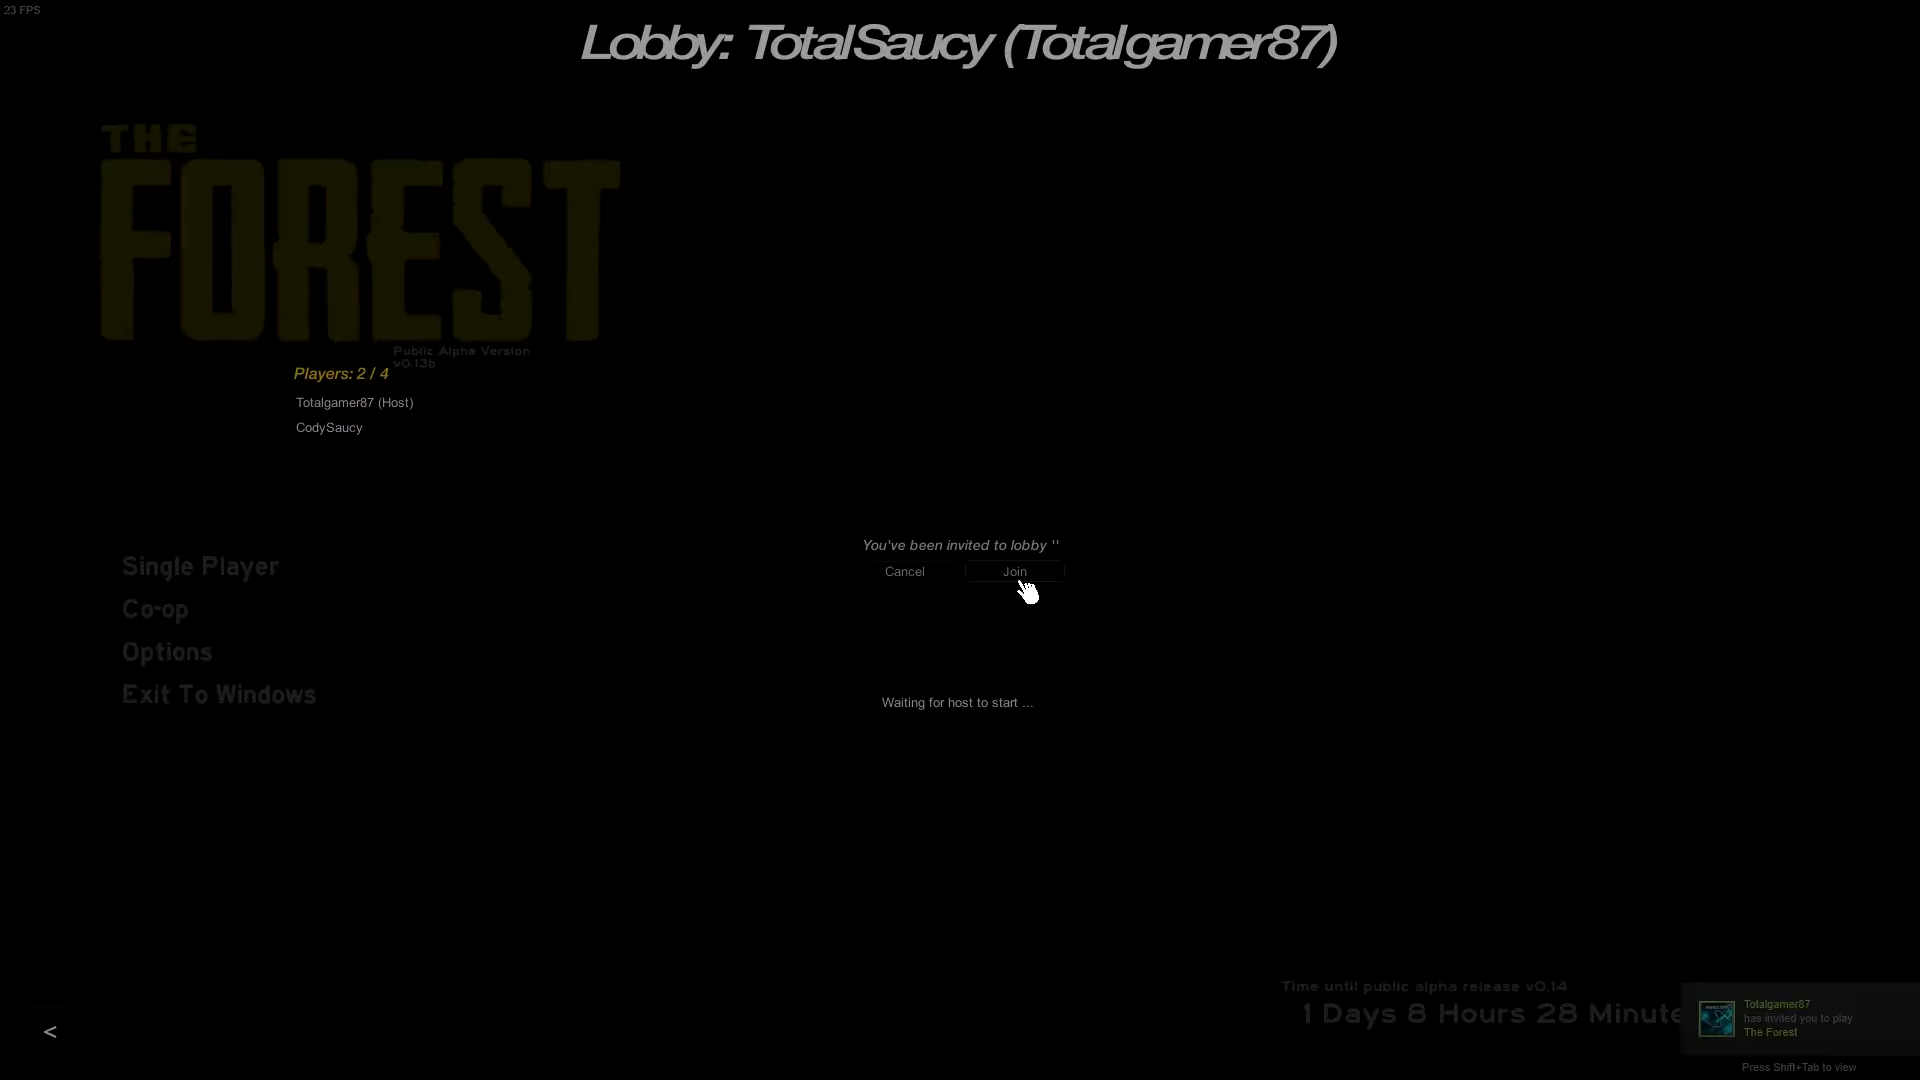 23 FPS
Lobby: TotalSaucy (Totalgamer87)
THE
FOREST
Public Alpha Version
v0.13b
Players: 2 / 4
Totalgamer87 (Host)
CodySaucy
You've been invited to lobby ''
Cancel
Join
Single Player
Co-op
Options
Exit To Windows
Waiting for host to start ...
Time until public alpha release v0.14
1 Days 8 Hours 28 Minute
Totalgamer87
has invited you to play
The Forest
Press Shift+Tab to view
<